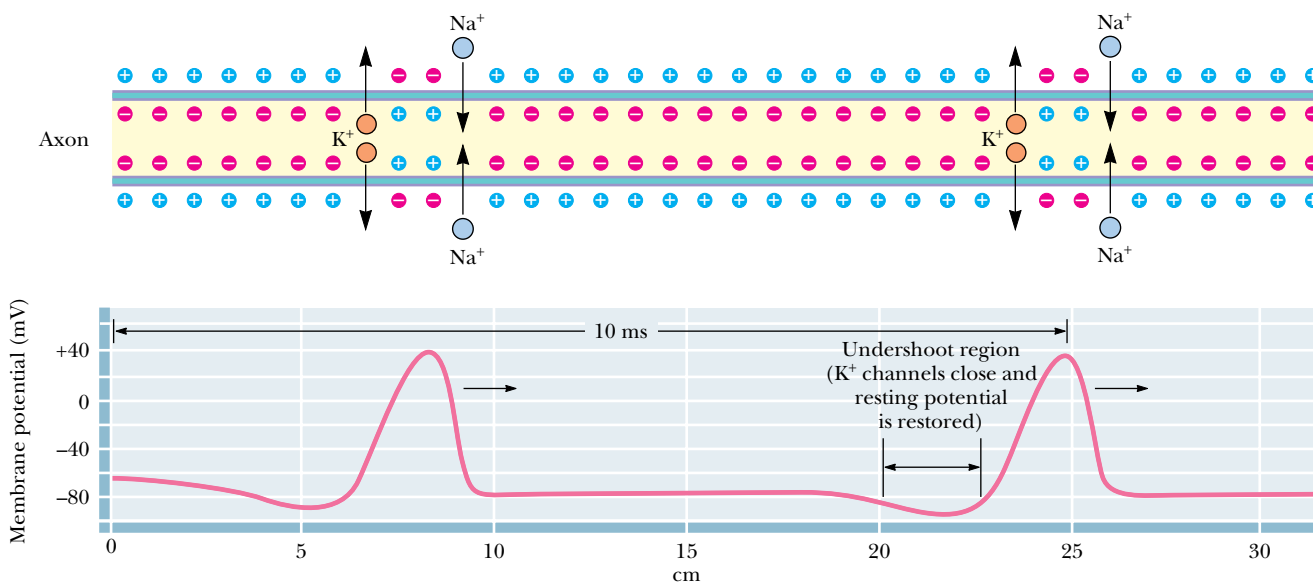 Na⁺ Na⁺
Axon K⁺ K⁺
Na⁺ Na⁺
Membrane potential (mV)
10 ms
+40
0
−40
−80
Undershoot region
(K⁺ channels close and
resting potential
is restored)
0 5 10 15 20 25 30
cm